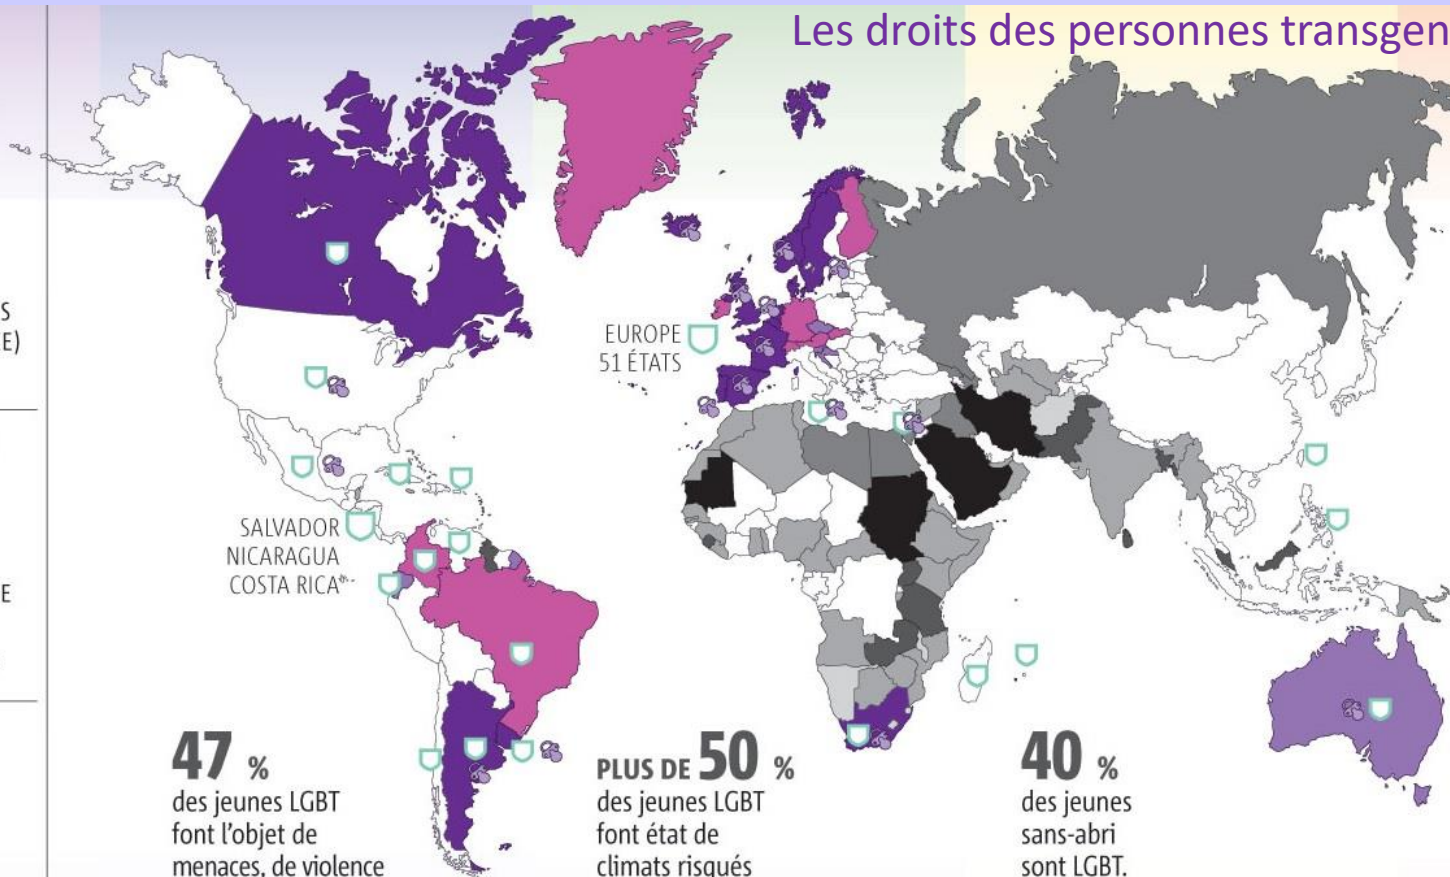 Les droits des personnes transgen
S
E)
EUROPE
51 ÉTATS
SALVADOR
NICARAGUA
COSTA RICA*
E
47 %
des jeunes LGBT
font l'objet de
menaces, de violence
PLUS DE 50 %
des jeunes LGBT
font état de
climats risqués
40 %
des jeunes
sans-abri
sont LGBT.